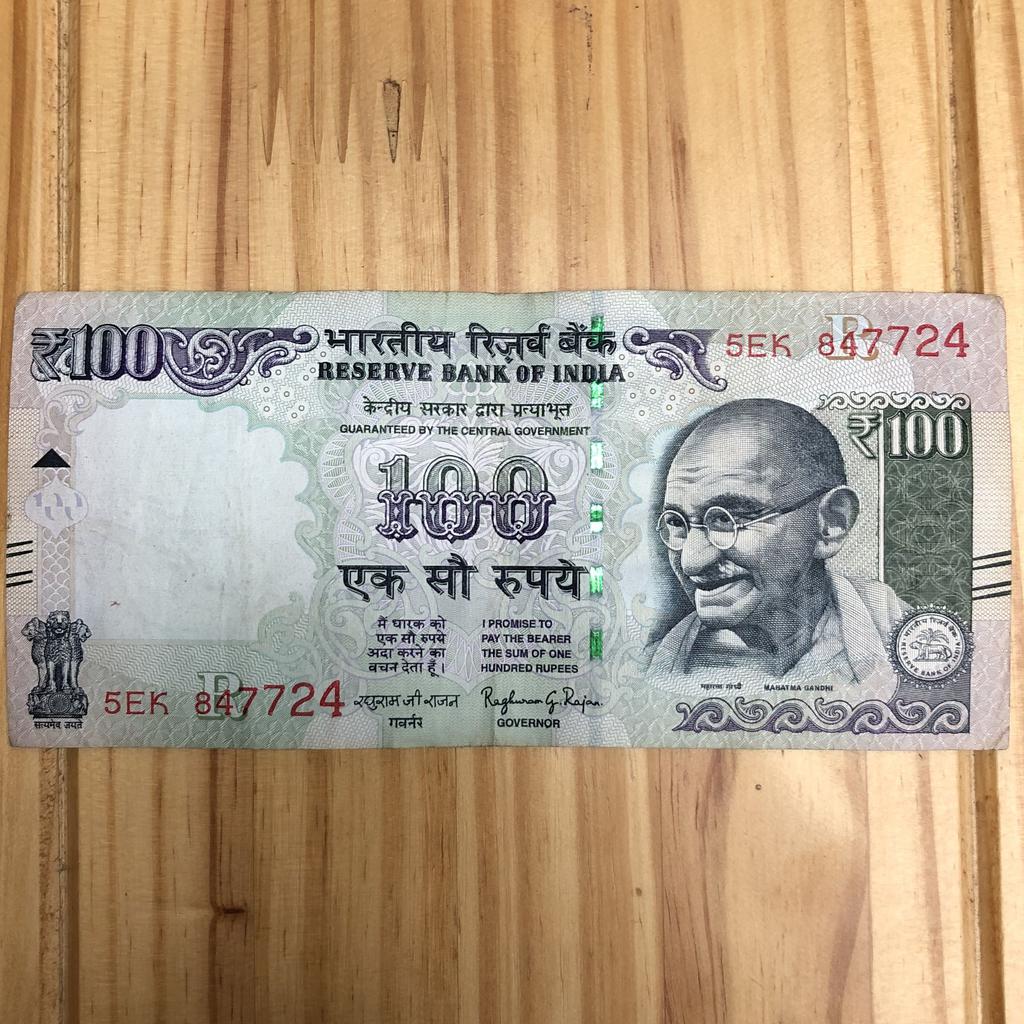 ₹100
भारतीय रिज़र्व बैंक
RESERVE BANK OF INDIA
5EK 847724
R
केन्द्रीय सरकार द्वारा प्रत्याभूत
GUARANTEED BY THE CENTRAL GOVERNMENT
₹100
100
एक सौ रुपये
मैं धारक को
एक सौ रुपये
अदा करने का
वचन देता हूँ।
I PROMISE TO
PAY THE BEARER
THE SUM OF ONE
HUNDRED RUPEES
भारतीय रिज़र्व बैंक
RESERVE BANK OF INDIA
महात्मा गांधी
MAHATMA GANDHI
5EK 847724
R
रघुराम जी राजन
Raghuram G. Rajan.
गवर्नर
GOVERNOR
सत्यमेव जयते